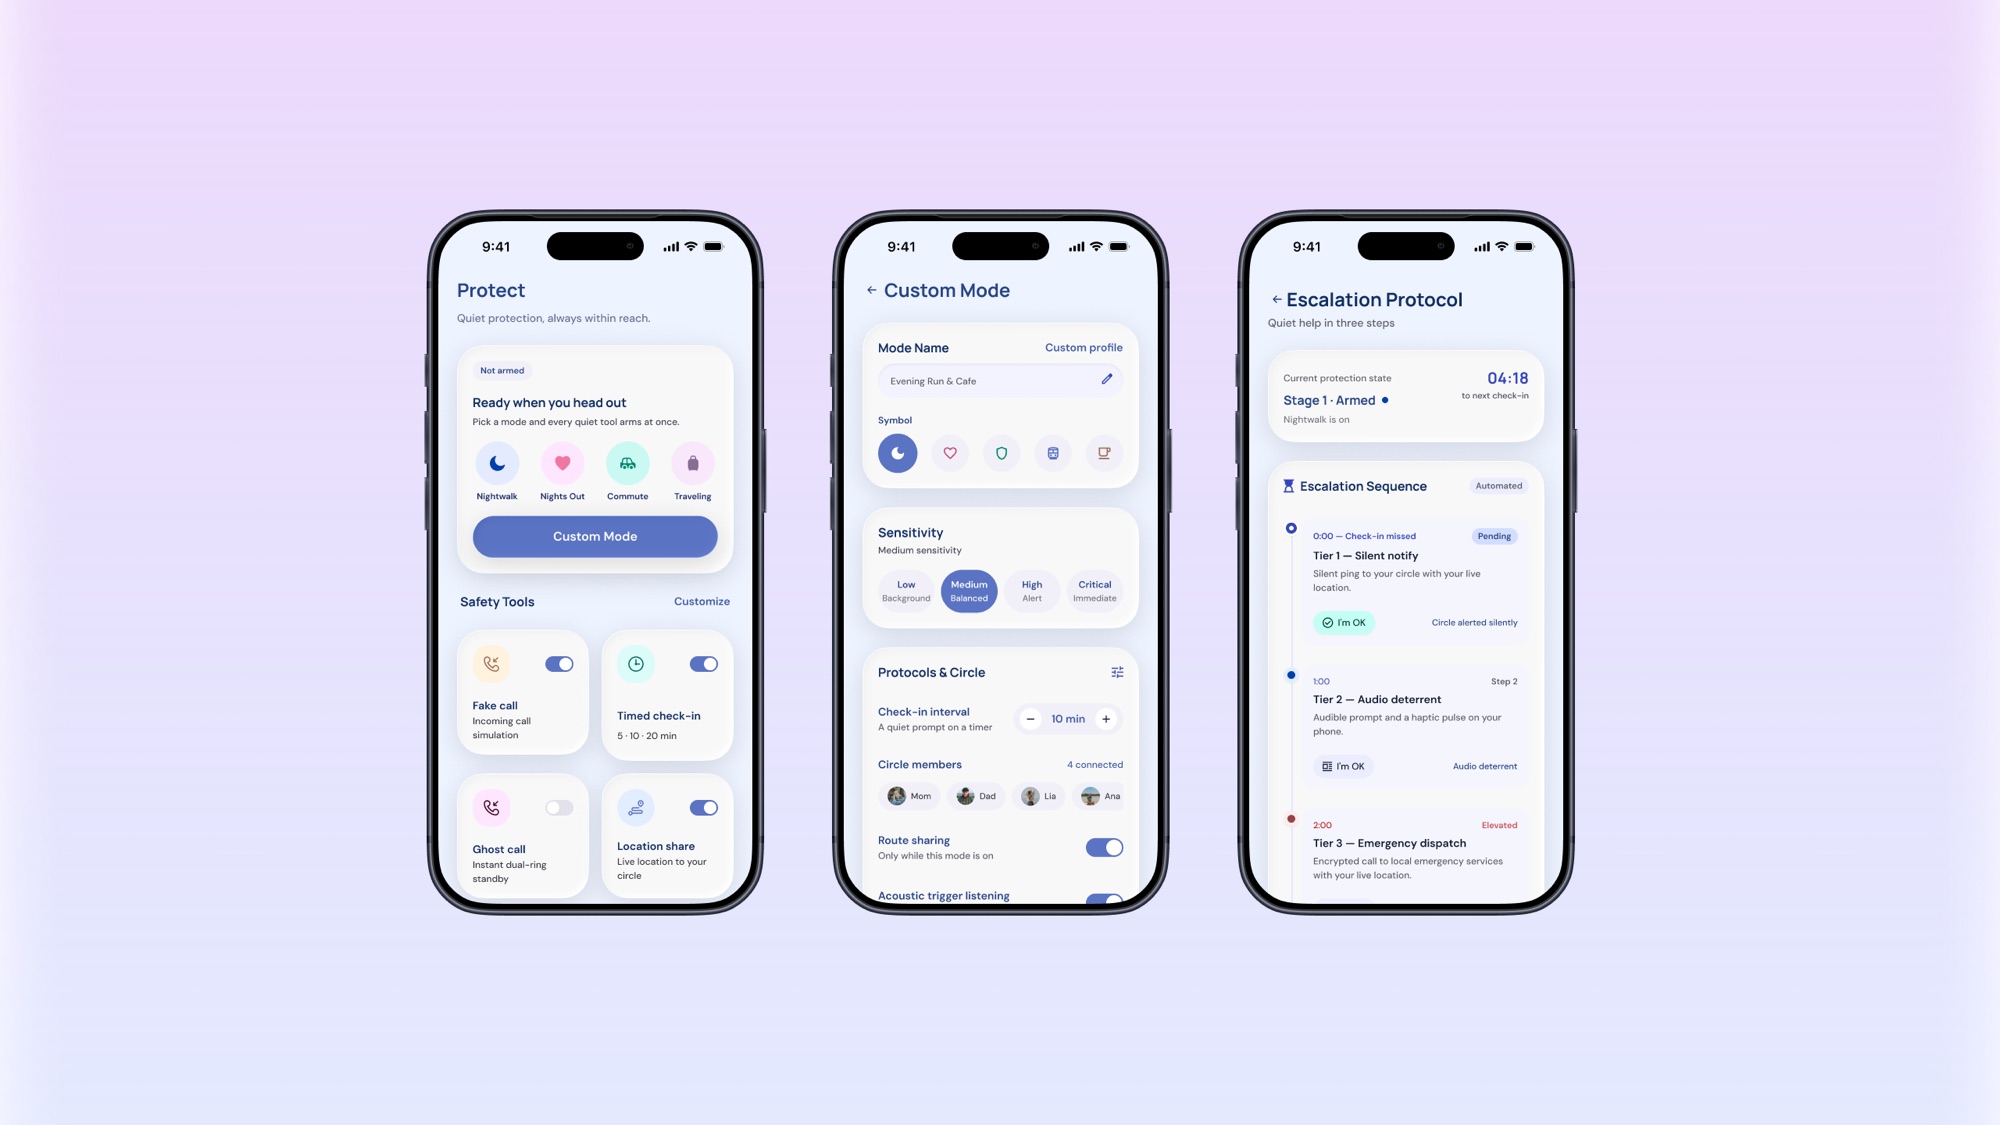 9:41
Protect
Quiet protection, always within reach.
Not armed
Ready when you head out
Pick a mode and every quiet tool arms at once.
Nightwalk
Nights Out
Commute
Traveling
Custom Mode
Safety Tools
Customize
Fake call
Incoming call
simulation
Timed check-in
5 · 10 · 20 min
Ghost call
Instant dual-ring
standby
Location share
Live location to your
circle
9:41
Custom Mode
Mode Name
Custom profile
Evening Run & Cafe
Symbol
Sensitivity
Medium sensitivity
Low
Background
Medium
Balanced
High
Alert
Critical
Immediate
Protocols & Circle
Check-in interval
A quiet prompt on a timer
10 min
Circle members
4 connected
Mom
Dad
Lia
Ana
Route sharing
Only while this mode is on
Acoustic trigger listening
9:41
Escalation Protocol
Quiet help in three steps
Current protection state
Stage 1 · Armed
Nightwalk is on
04:18
to next check-in
Escalation Sequence
Automated
0:00 — Check-in missed
Pending
Tier 1 — Silent notify
Silent ping to your circle with your live
location.
I'm OK
Circle alerted silently
1:00
Step 2
Tier 2 — Audio deterrent
Audible prompt and a haptic pulse on your
phone.
I'm OK
Audio deterrent
2:00
Elevated
Tier 3 — Emergency dispatch
Encrypted call to local emergency services
with your live location.